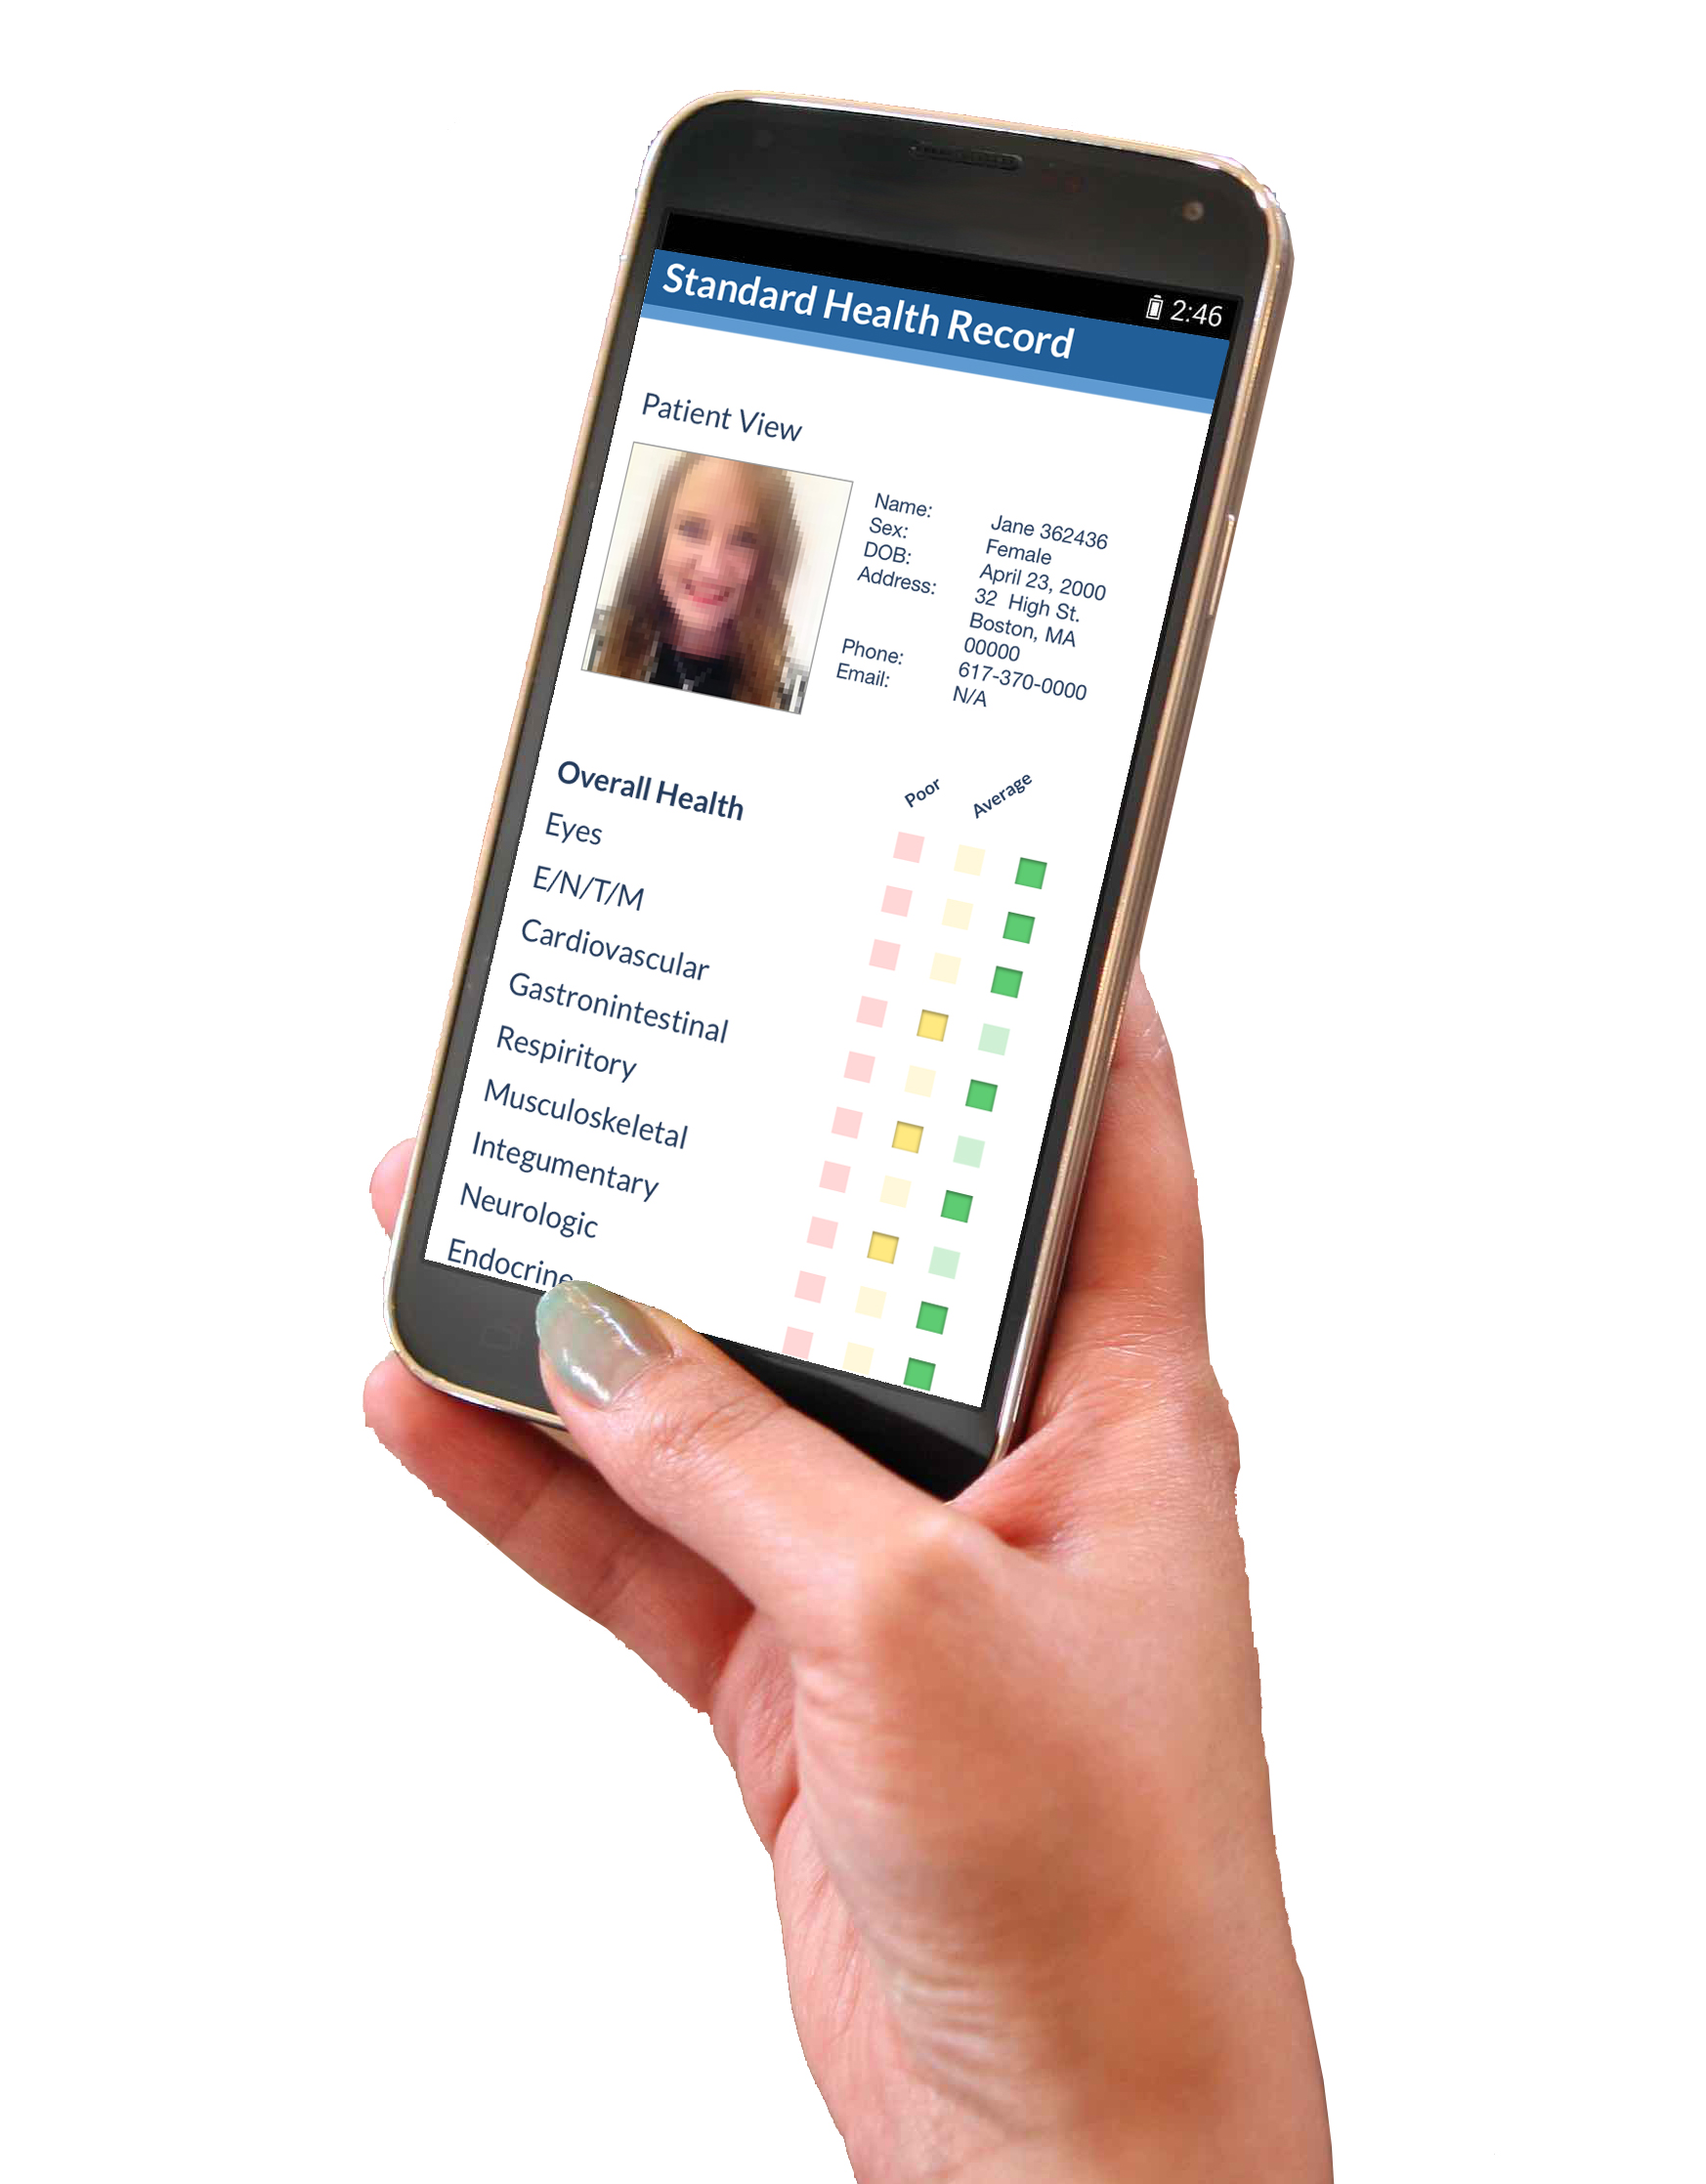 2:46
Standard Health Record
Patient View
Name: Jane 362436
Sex: Female
DOB: April 23, 2000
Address: 32 High St.
Boston, MA
00000
Phone: 617-370-0000
Email: N/A
Poor Average
Overall Health
Eyes
E/N/T/M
Cardiovascular
Gastronintestinal
Respiritory
Musculoskeletal
Integumentary
Neurologic
Endocrine